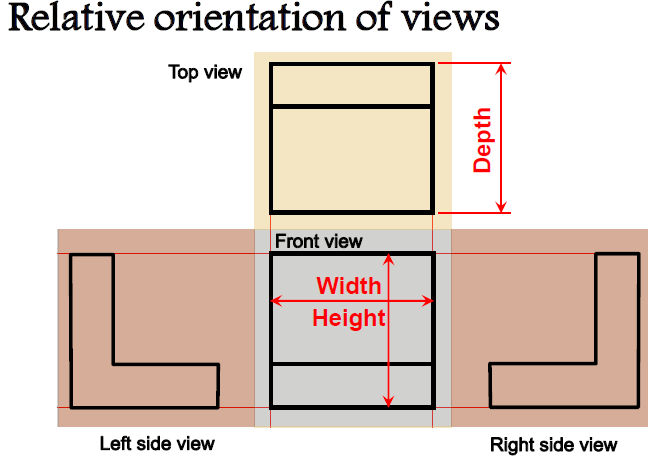 Relative orientation of views
Top view
Depth
Front view
Width
Height
Left side view
Right side view